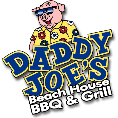 DADDY
JOE'S
Beach House
BBQ & Grill